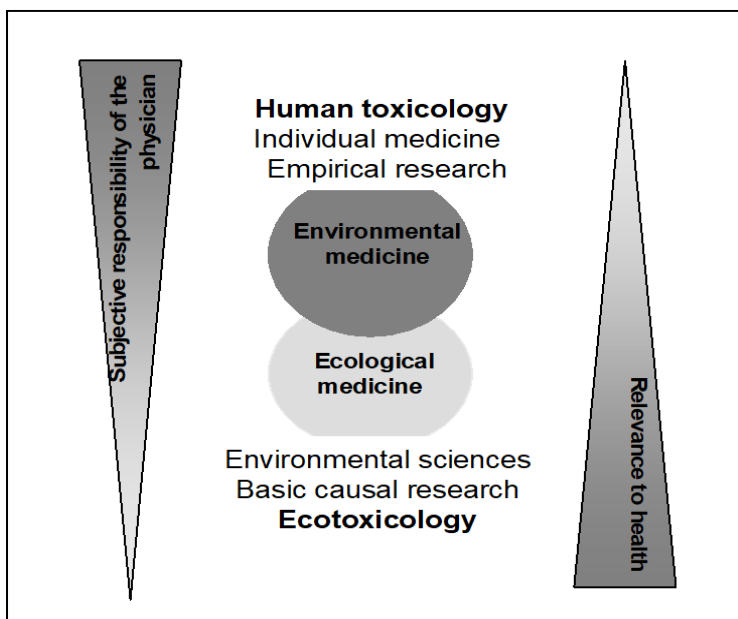 Subjective responsibility of the
physician
Human toxicology
Individual medicine
Empirical research
Environmental
medicine
Ecological
medicine
Environmental sciences
Basic causal research
Ecotoxicology
Relevance to health